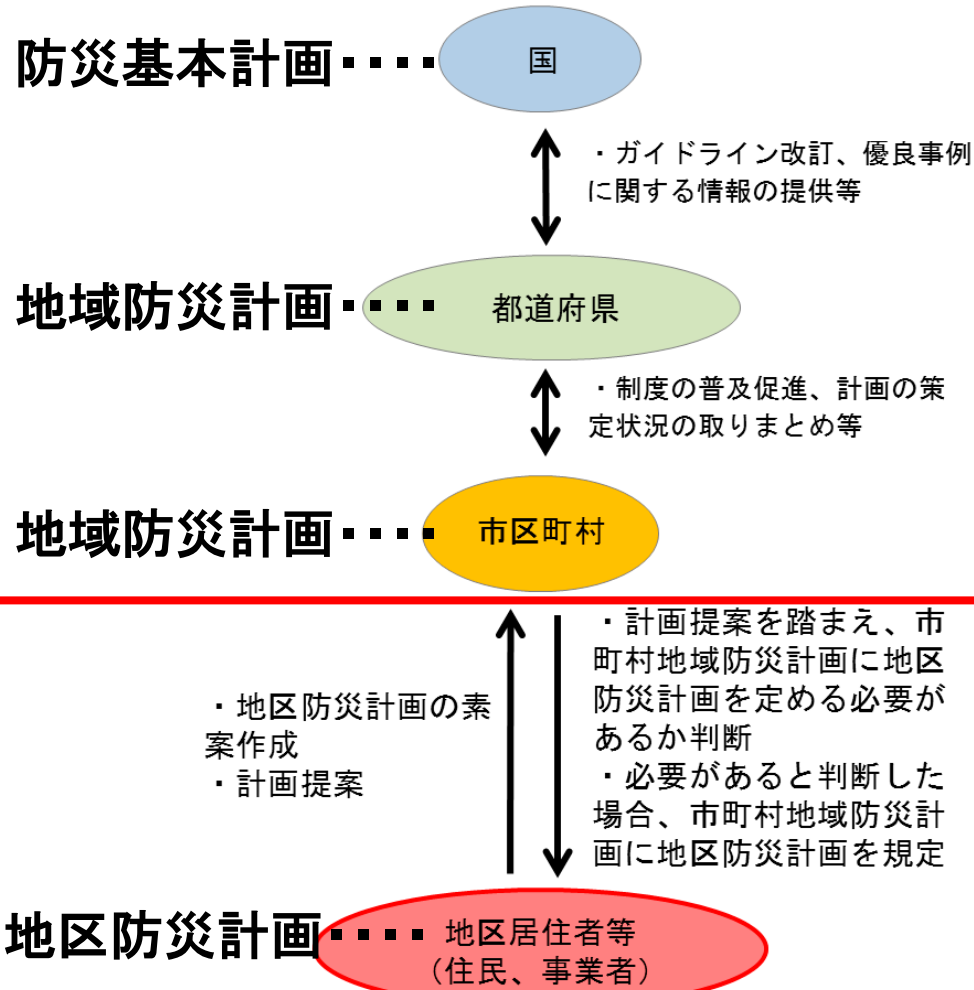 防災基本計画････ 国
・ガイドライン改訂、優良事例
に関する情報の提供等
地域防災計画････ 都道府県
・制度の普及促進、計画の策
定状況の取りまとめ等
地域防災計画････ 市区町村
・計画提案を踏まえ、市
町村地域防災計画に地区
防災計画を定める必要が
あるか判断
・必要があると判断した
場合、市町村地域防災計
画に地区防災計画を規定
・地区防災計画の素
案作成
・計画提案
地区防災計画････ 地区居住者等
（住民、事業者）